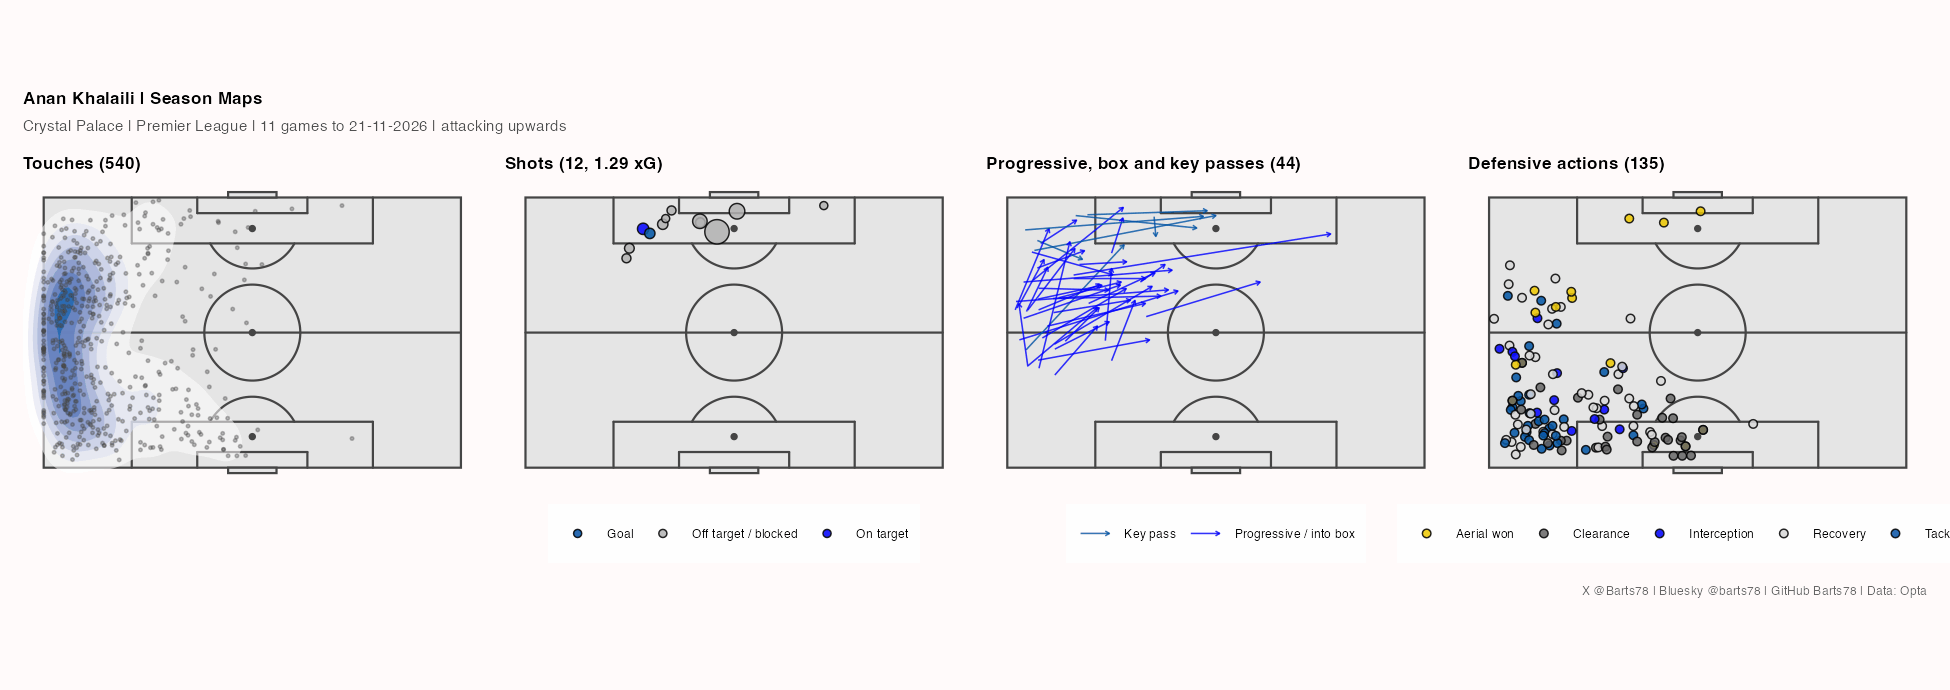 Anan Khalaili | Season Maps
Crystal Palace | Premier League | 11 games to 21-11-2026 | attacking upwards
Touches (540)
Shots (12, 1.29 xG)
Progressive, box and key passes (44)
Defensive actions (135)
Goal Off target / blocked On target
Key pass Progressive / into box
Aerial won Clearance Interception Recovery Tack
X @Barts78 | Bluesky @barts78 | GitHub Barts78 | Data: Opta